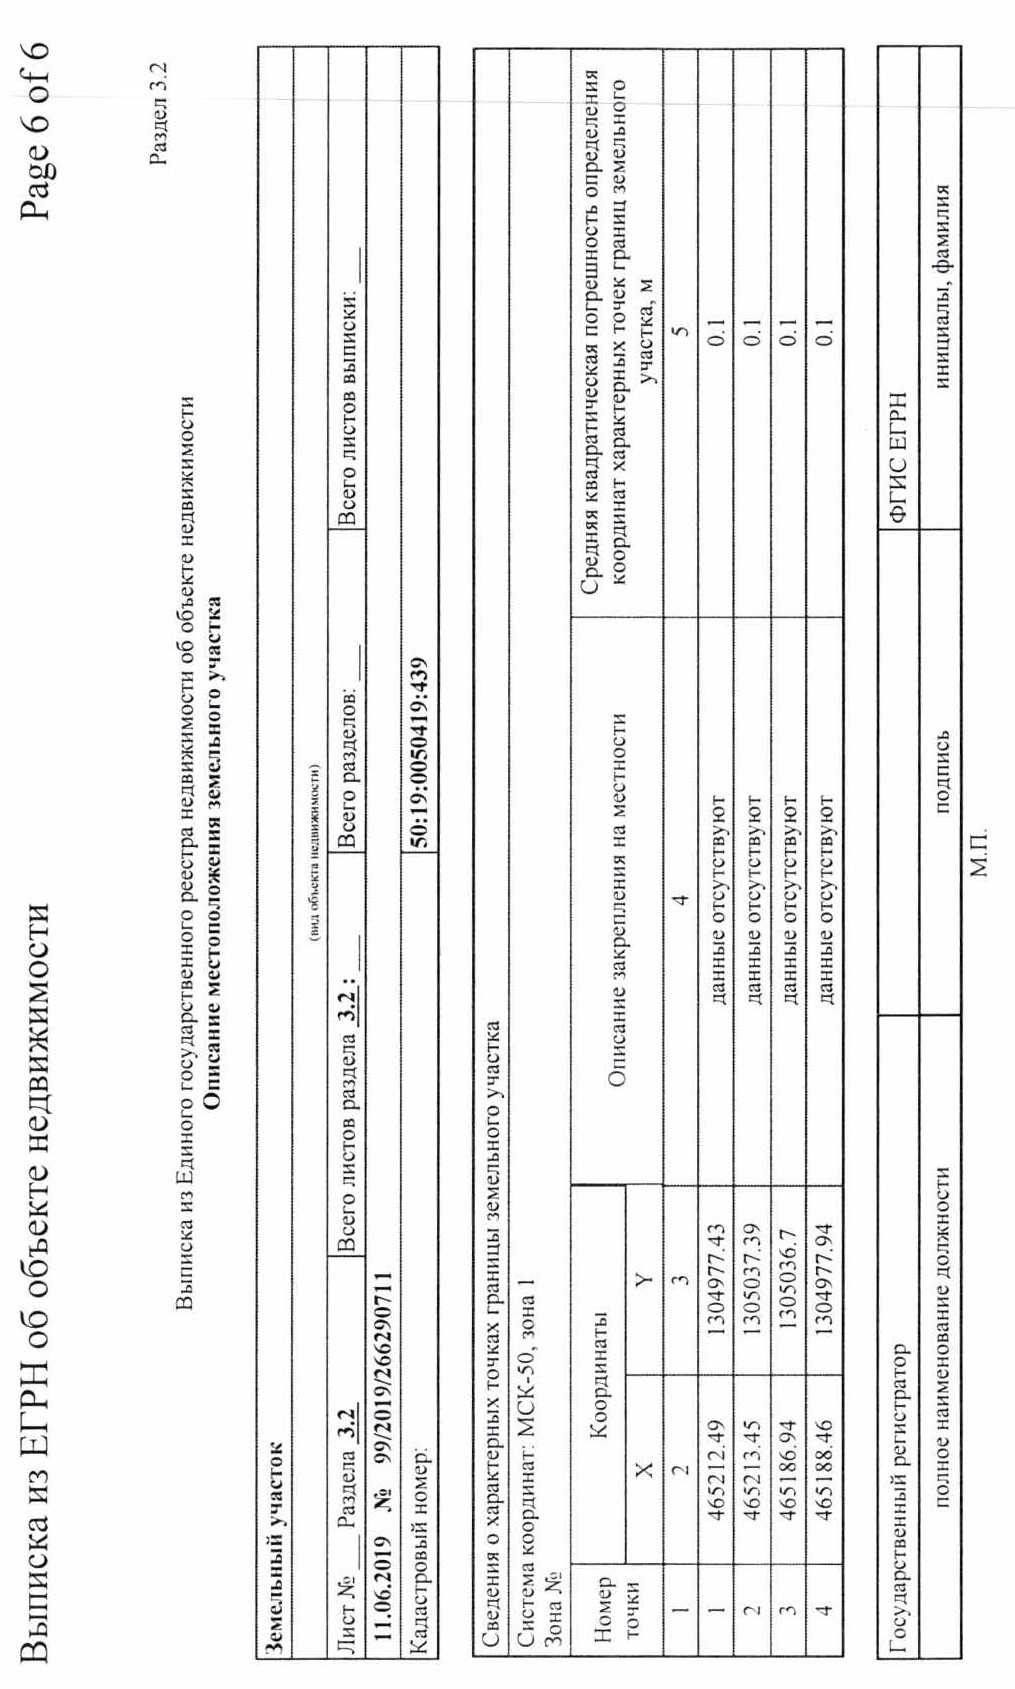 Выписка из ЕГРН об объекте недвижимости Page 6 of 6
Раздел 3.2
Выписка из Единого государственного реестра недвижимости об объекте недвижимости
Описание местоположения земельного участка
Земельный участок
(вид объекта недвижимости)
Лист № ___ Раздела 3.2 Всего листов раздела 3.2 : ___ Всего разделов: ___ Всего листов выписки: ___
11.06.2019 № 99/2019/266290711
Кадастровый номер: 50:19:0050419:439
Сведения о характерных точках границы земельного участка
Система координат: МСК-50, зона 1
Зона №
Номер точки Координаты Описание закрепления на местности Средняя квадратическая погрешность определения координат характерных точек границ земельного участка, м
X Y
1 2 3 4 5
1 465212.49 1304977.43 данные отсутствуют 0.1
2 465213.45 1305037.39 данные отсутствуют 0.1
3 465186.94 1305036.7 данные отсутствуют 0.1
4 465188.46 1304977.94 данные отсутствуют 0.1
Государственный регистратор ФГИС ЕГРН
полное наименование должности подпись инициалы, фамилия
М.П.